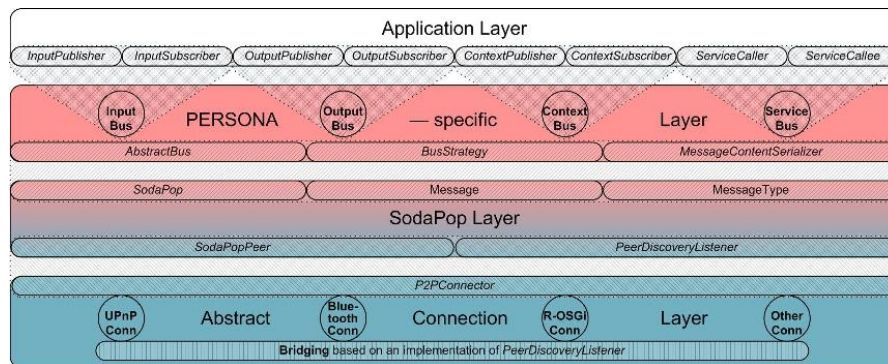 Application Layer
InputPublisher InputSubscriber OutputPublisher OutputSubscriber ContextPublisher ContextSubscriber ServiceCaller ServiceCallee
Input Bus PERSONA Output Bus — specific Context Bus Layer Service Bus
AbstractBus BusStrategy MessageContentSerializer
SodaPop Message MessageType
SodaPop Layer
SodaPopPeer PeerDiscoveryListener
P2PConnector
UPnP Conn Abstract Blue-tooth Conn Connection R-OSGi Conn Layer Other Conn
Bridging based on an implementation of PeerDiscoveryListener